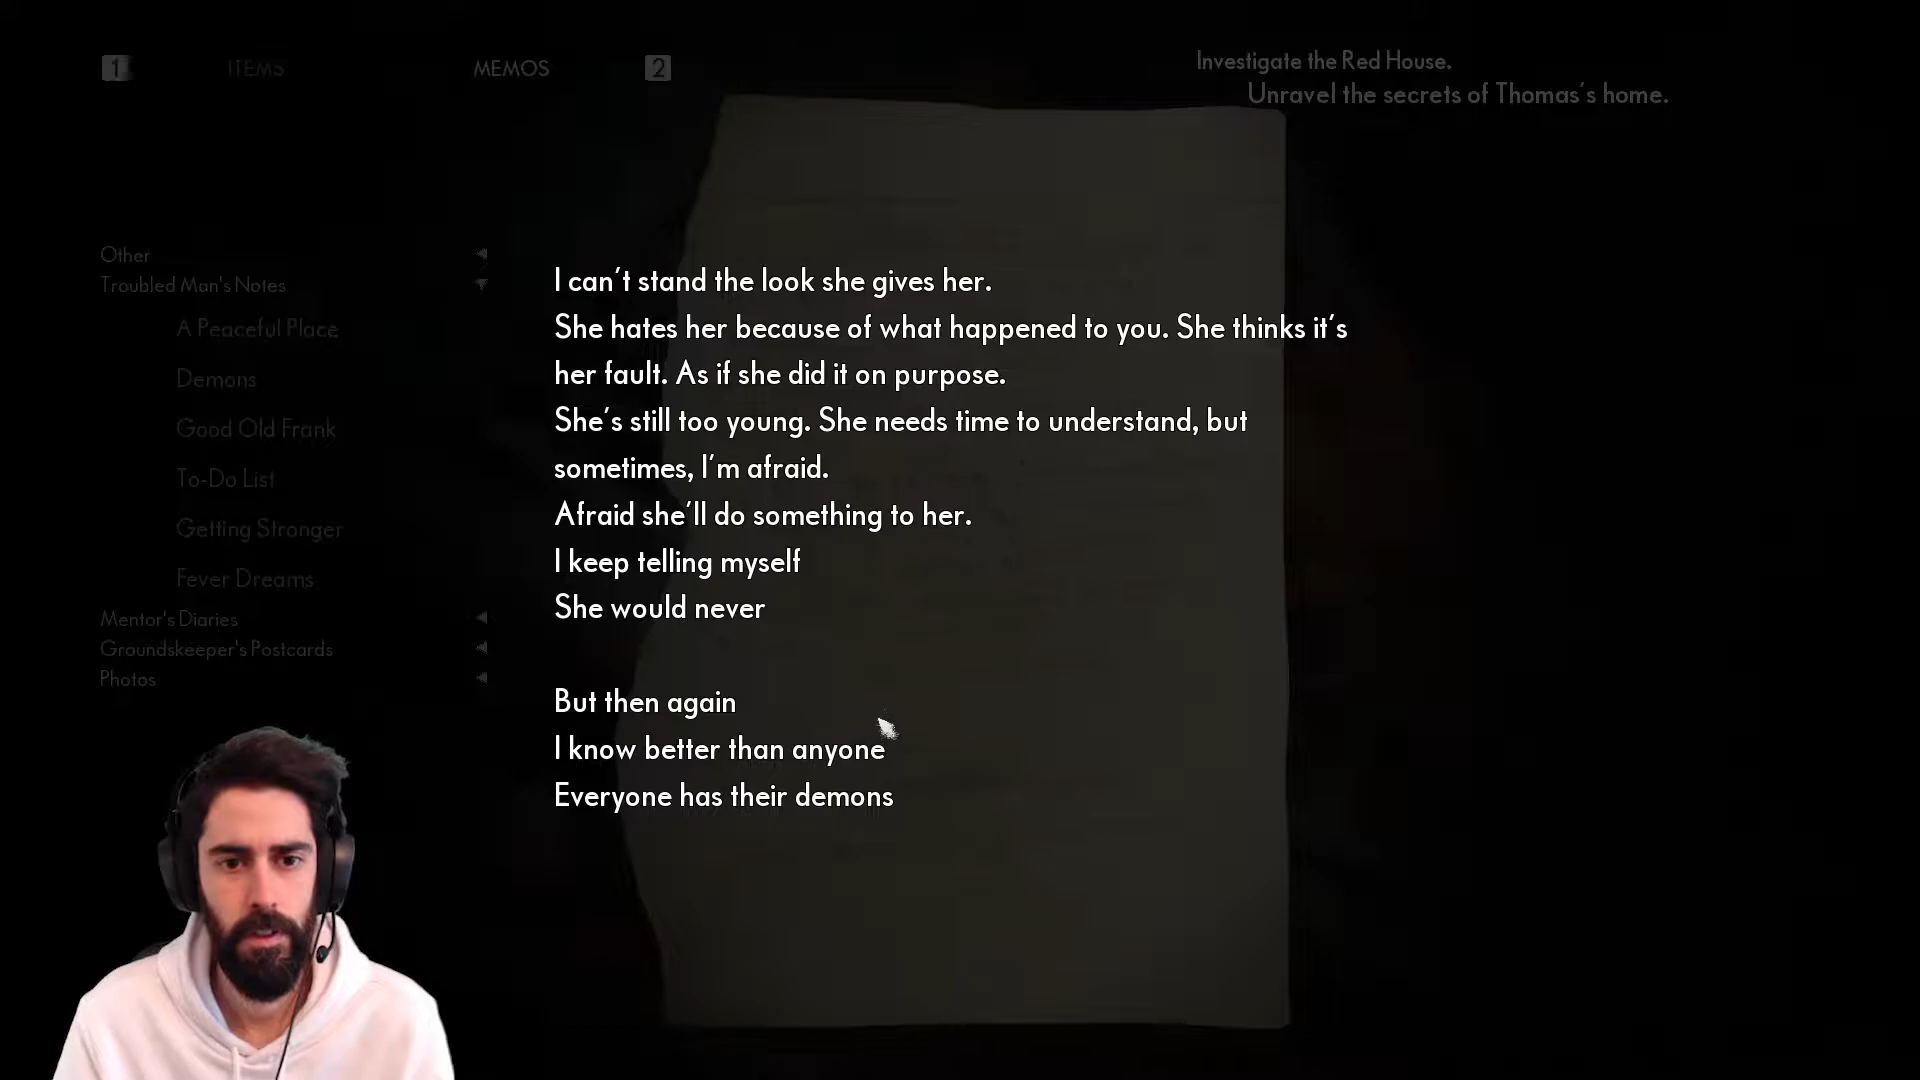 1 ITEMS MEMOS 2
Investigate the Red House.
Unravel the secrets of Thomas's home.
Other
Troubled Man's Notes
A Peaceful Place
Demons
Good Old Frank
To-Do List
Getting Stronger
Fever Dreams
Mentor's Diaries
Groundskeeper's Postcards
Photos
I can't stand the look she gives her.
She hates her because of what happened to you. She thinks it's
her fault. As if she did it on purpose.
She's still too young. She needs time to understand, but
sometimes, I'm afraid.
Afraid she'll do something to her.
I keep telling myself
She would never
But then again
I know better than anyone
Everyone has their demons